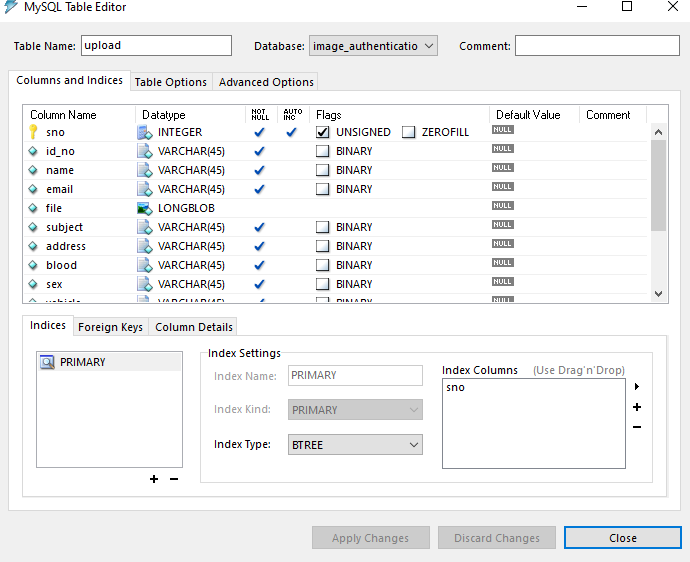 MySQL Table Editor
Table Name: upload Database: image_authenticatio Comment:
Columns and Indices Table Options Advanced Options
Column Name Datatype NOT NULL AUTO INC Flags Default Value Comment
sno INTEGER UNSIGNED ZEROFILL NULL
id_no VARCHAR(45) BINARY NULL
name VARCHAR(45) BINARY NULL
email VARCHAR(45) BINARY NULL
file LONGBLOB NULL
subject VARCHAR(45) BINARY NULL
address VARCHAR(45) BINARY NULL
blood VARCHAR(45) BINARY NULL
sex VARCHAR(45) BINARY NULL
VARCHAR(45) BINARY NULL
Indices Foreign Keys Column Details
PRIMARY
Index Settings
Index Name: PRIMARY
Index Kind: PRIMARY
Index Type: BTREE
Index Columns (Use Drag'n'Drop)
sno
Apply Changes Discard Changes Close